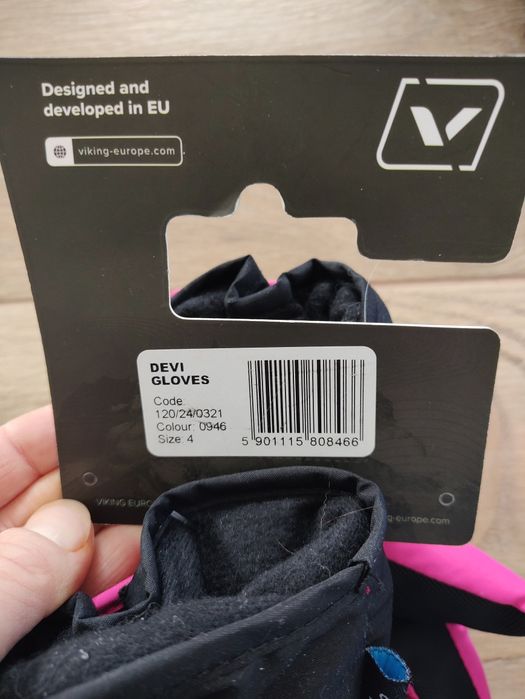 Designed and
developed in EU
viking-europe.com
DEVI
GLOVES
Code:
120/24/0321
Colour: 0946
Size: 4
5 901115 808466
VIKING EURO
g-europe.com